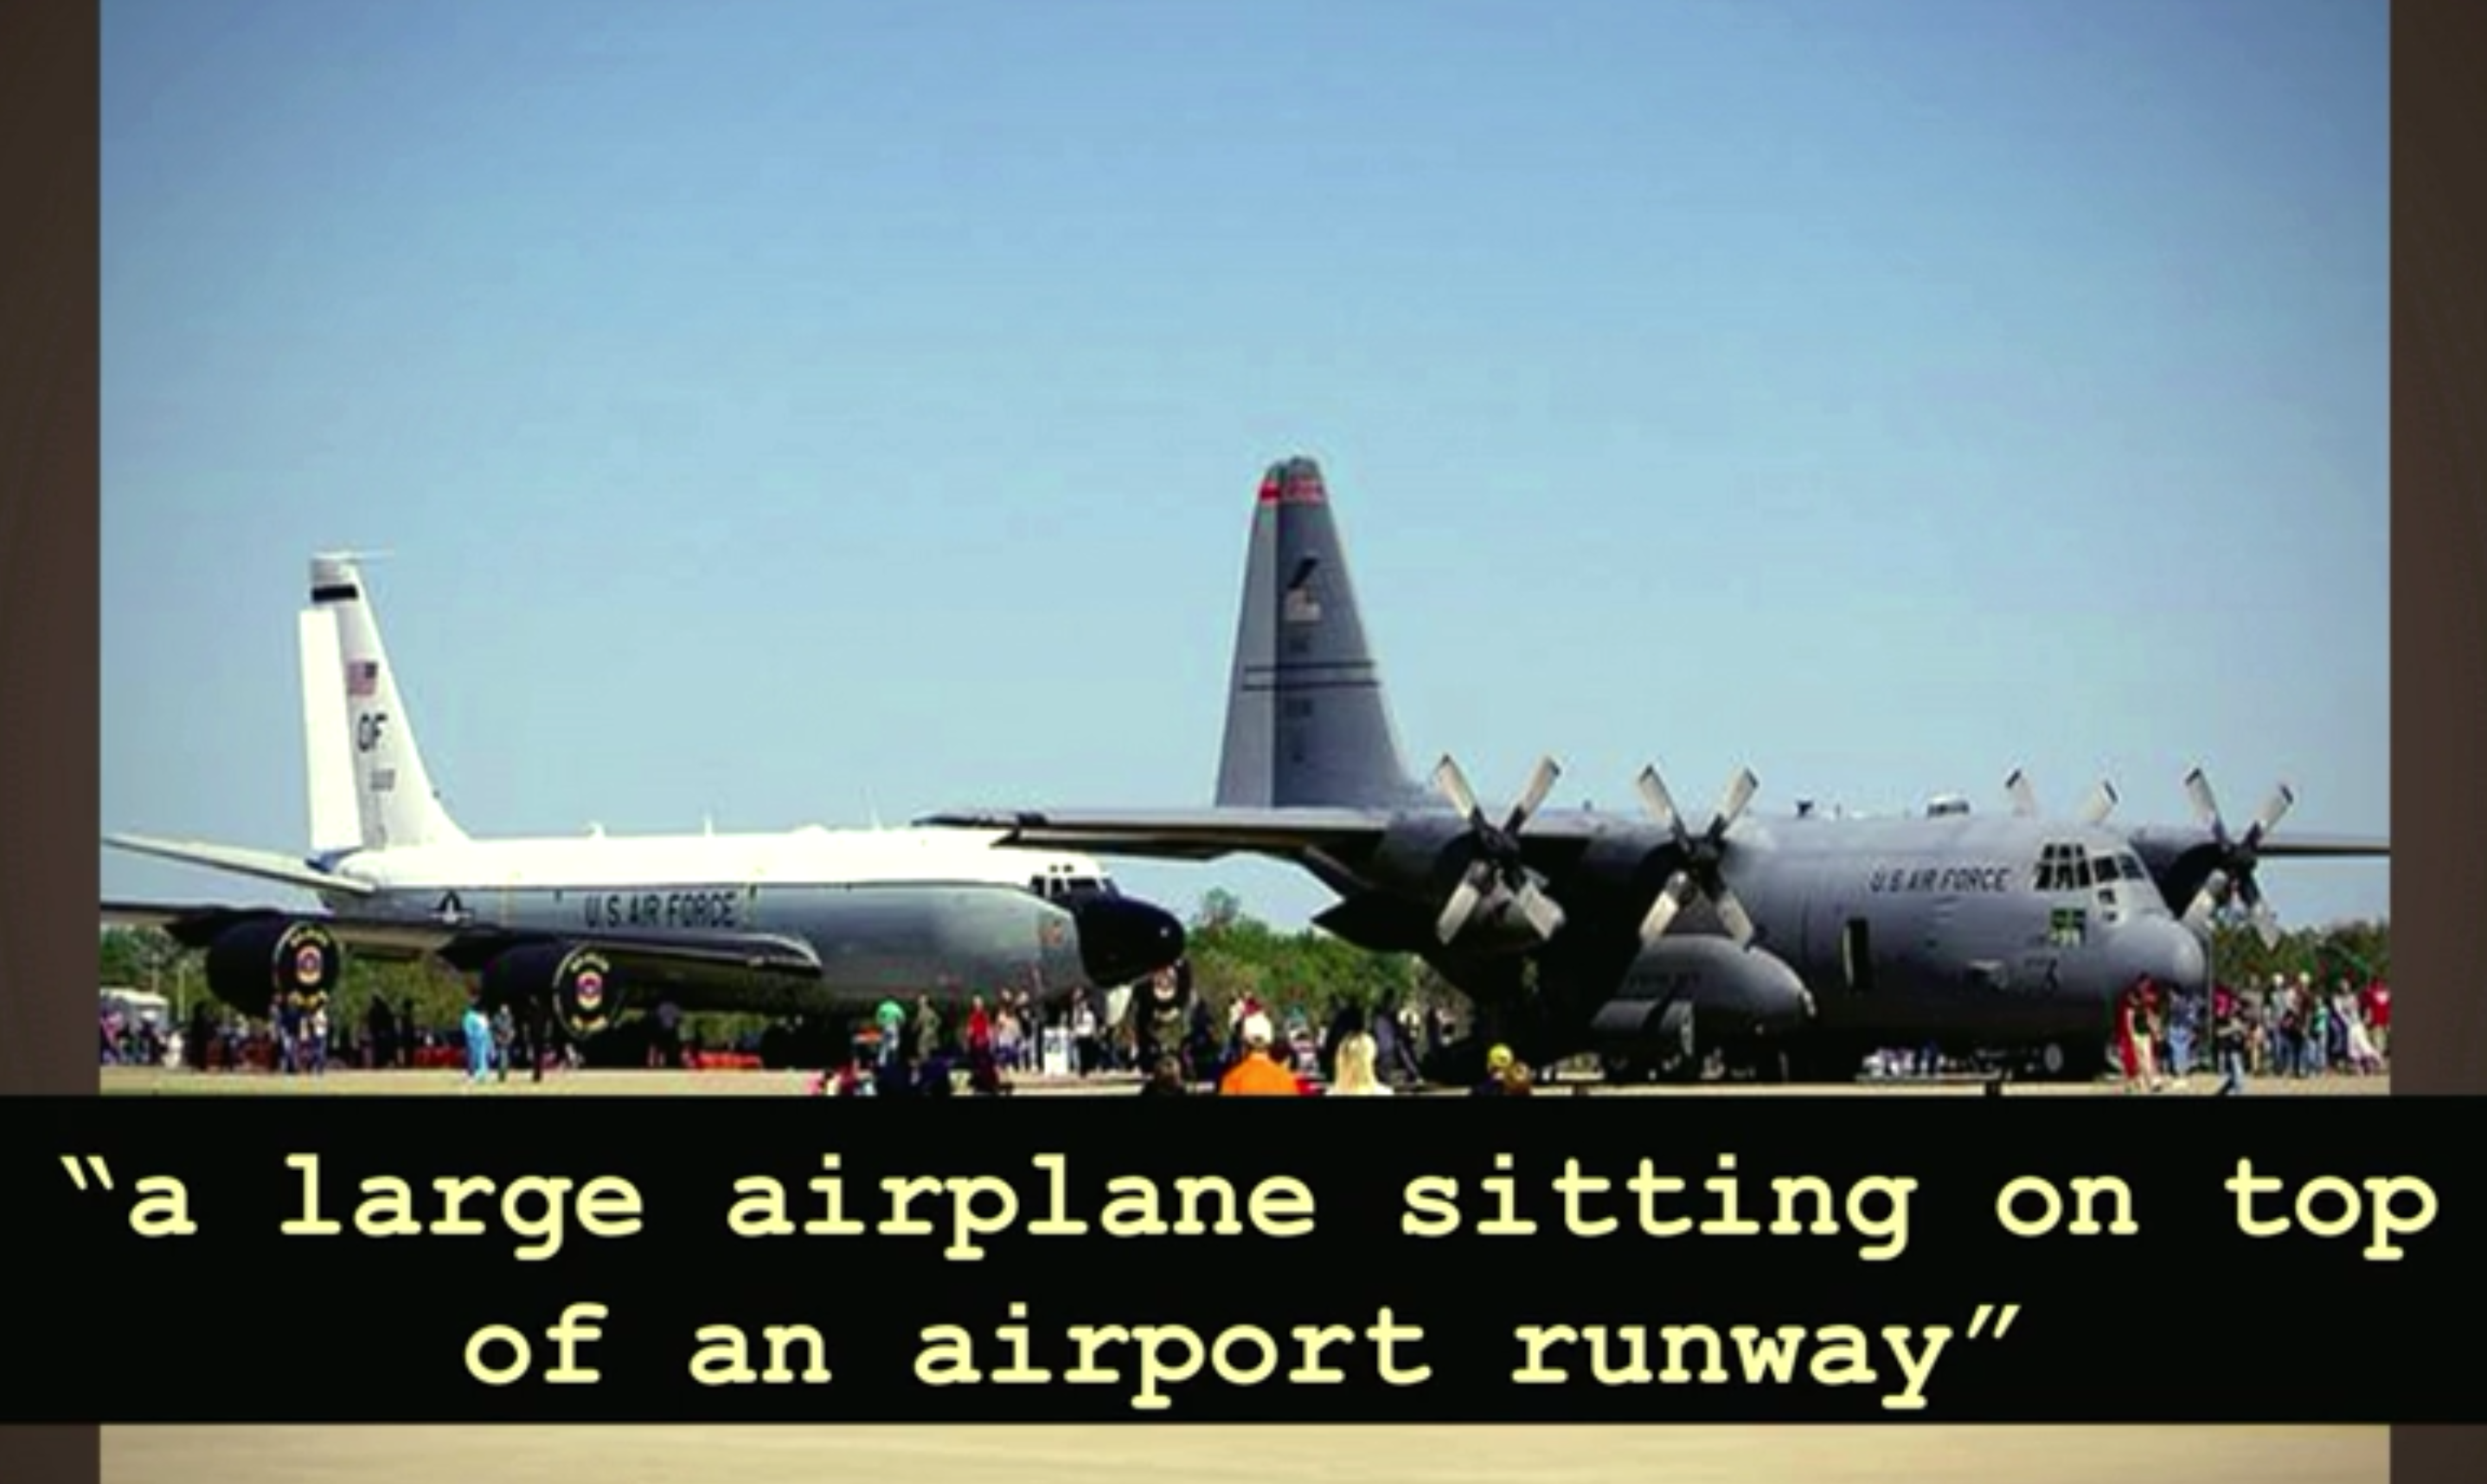 OF
U.S. AIR FORCE
U.S. AIR FORCE
“a large airplane sitting on top
of an airport runway”